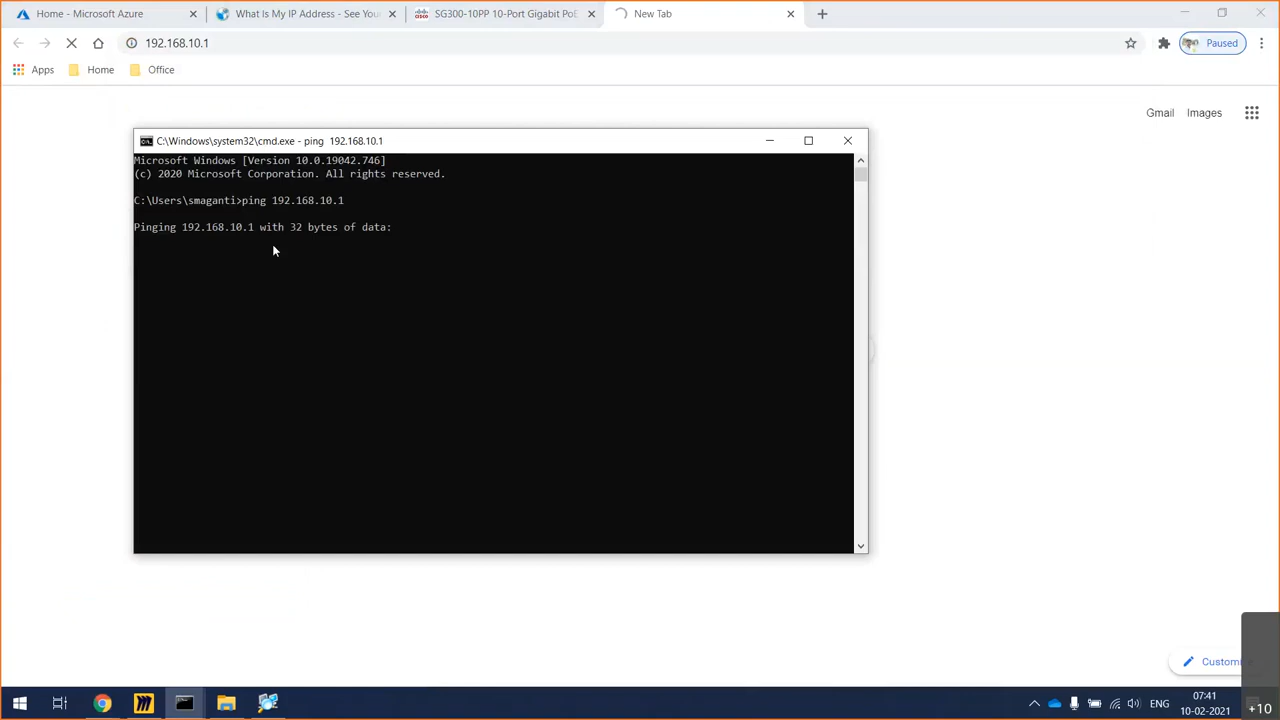 Home - Microsoft Azure
What Is My IP Address - See You
SG300-10PP 10-Port Gigabit PoE
New Tab
192.168.10.1
Paused
Apps
Home
Office
Gmail
Images
C:\Windows\system32\cmd.exe - ping 192.168.10.1
Microsoft Windows [Version 10.0.19042.746]
(c) 2020 Microsoft Corporation. All rights reserved.
C:\Users\smaganti>ping 192.168.10.1
Pinging 192.168.10.1 with 32 bytes of data:
Customi
ENG
07:41
10-02-2021
+10